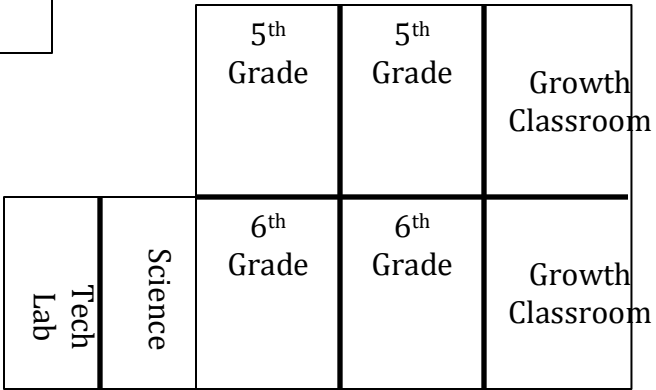 5th
Grade
5th
Grade
Growth
Classroom
Tech
Lab
Science
6th
Grade
6th
Grade
Growth
Classroom